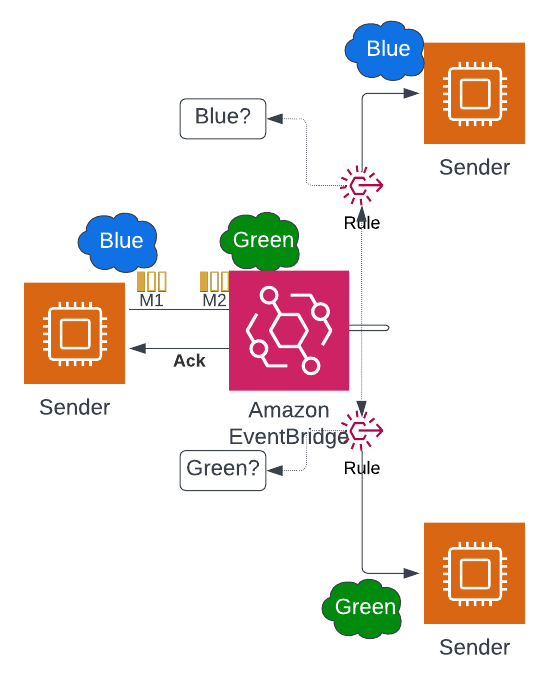 Blue
Sender
Blue?
Rule
Blue
Green
M1
M2
Ack
Sender
Amazon
EventBridge
Rule
Green?
Green
Sender